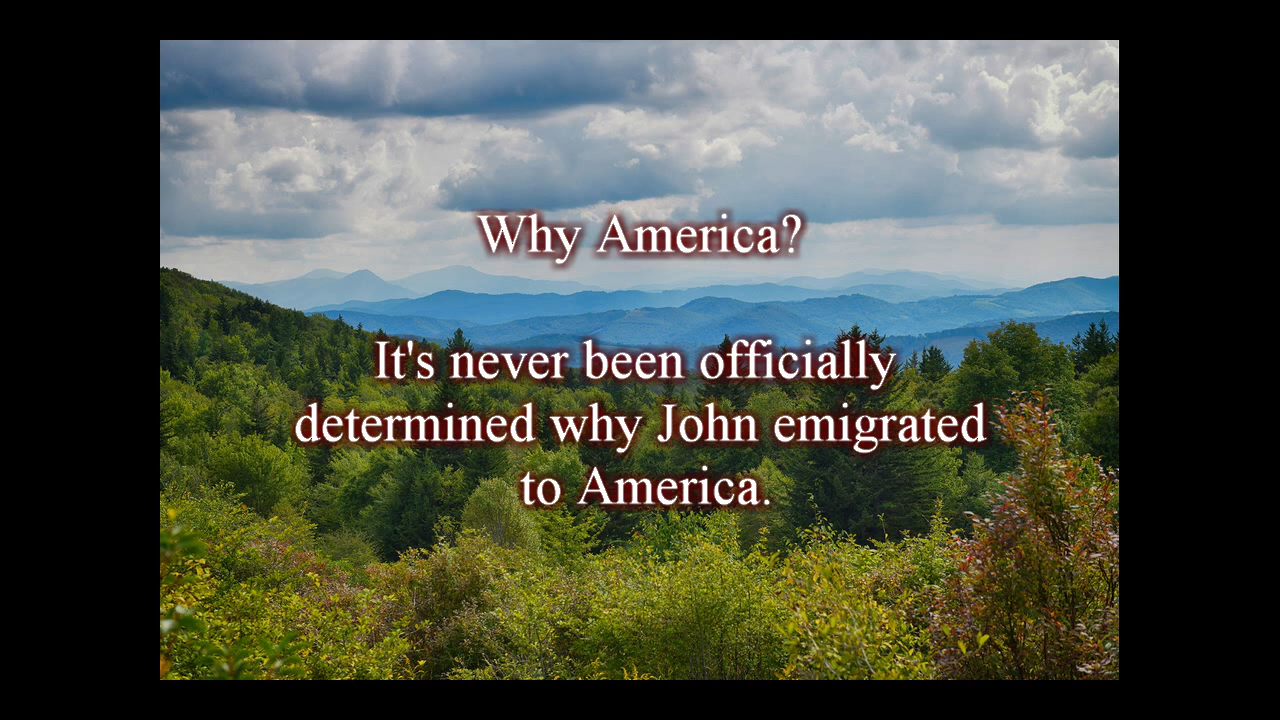 Why America?
It's never been officially
determined why John emigrated
to America.